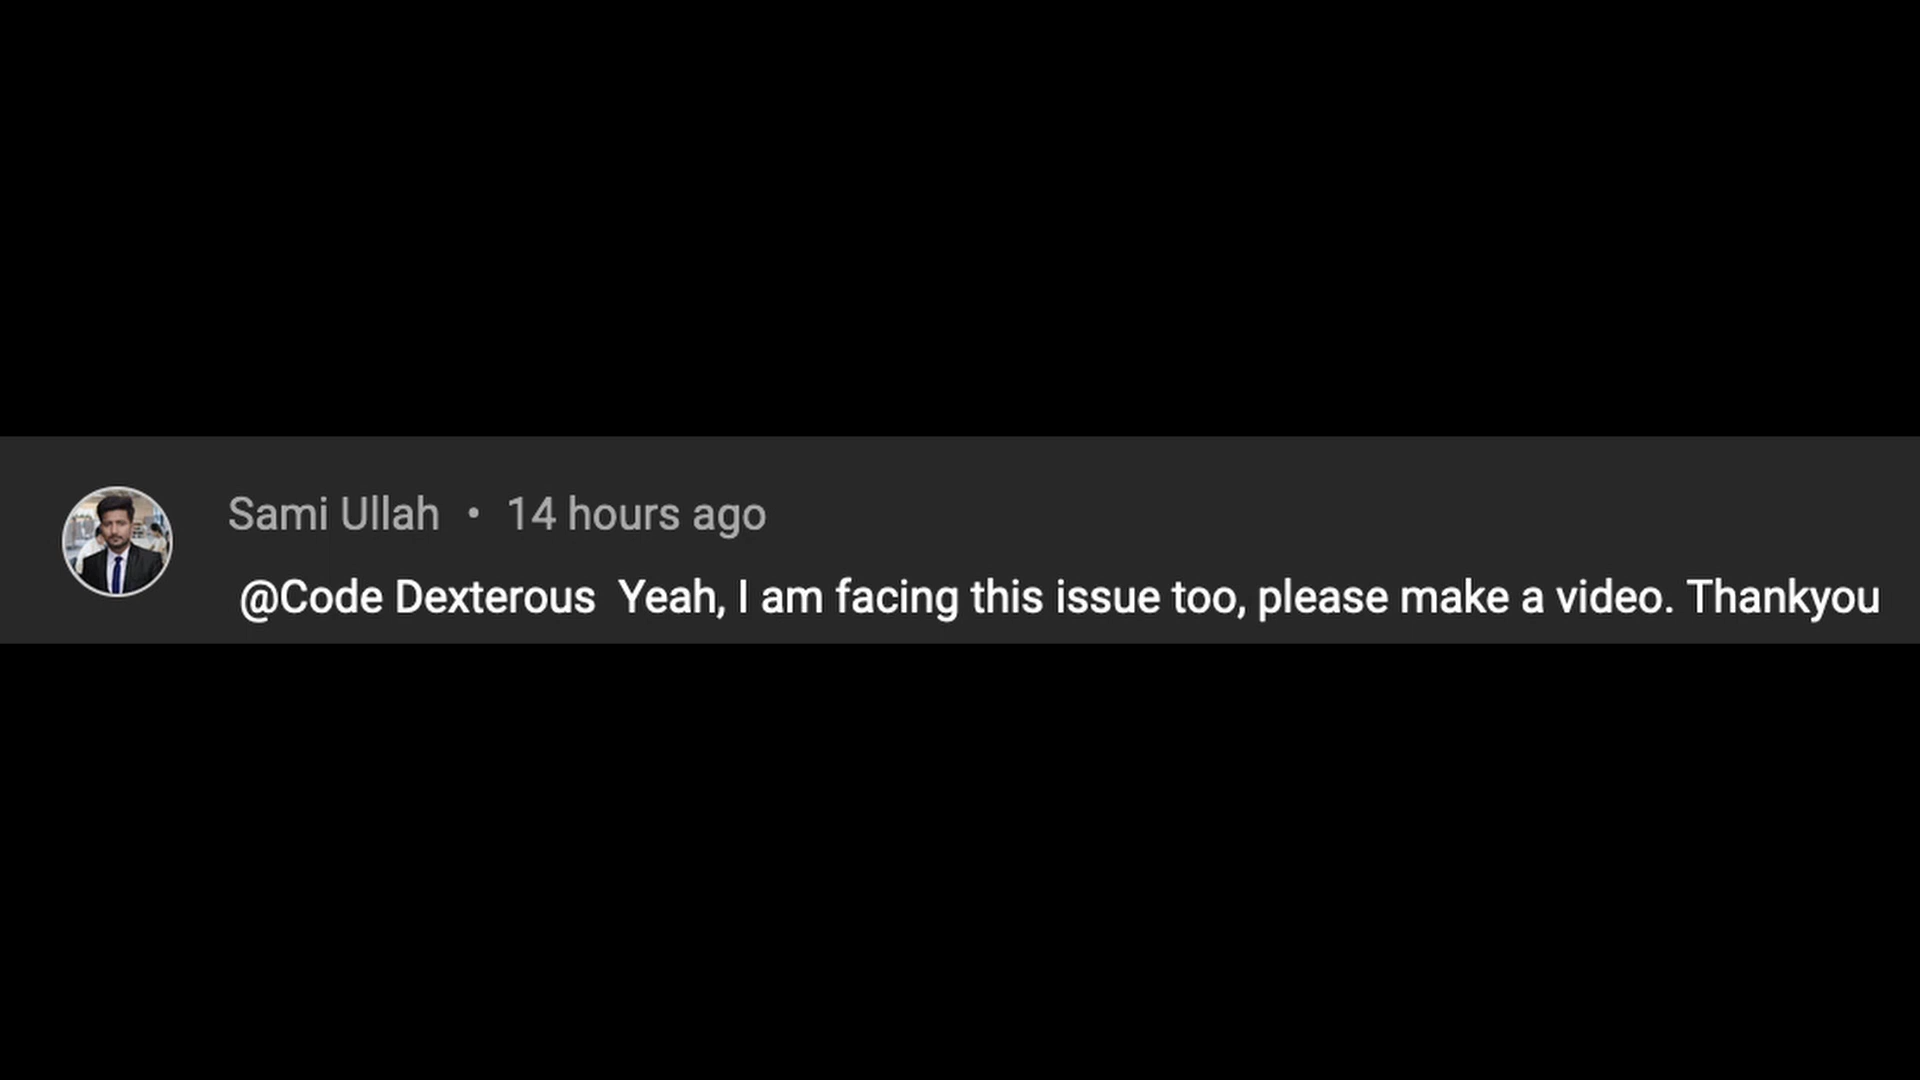 Sami Ullah • 14 hours ago
@Code Dexterous Yeah, I am facing this issue too, please make a video. Thankyou